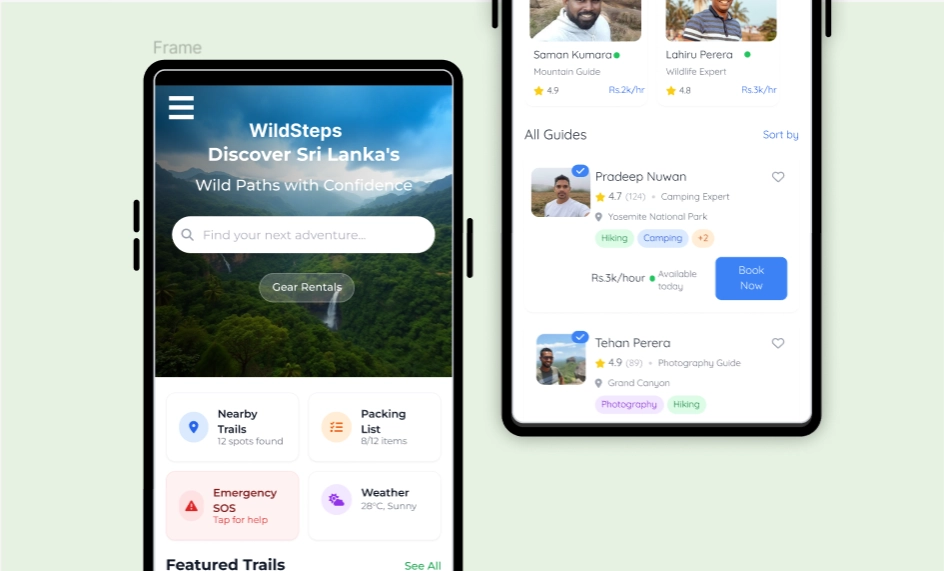 Frame
WildSteps
Discover Sri Lanka's
Wild Paths with Confidence
Find your next adventure...
Gear Rentals
Nearby
Trails
12 spots found
Packing
List
8/12 items
Emergency
SOS
Tap for help
Weather
28°C, Sunny
Featured Trails
See All
Saman Kumara
Mountain Guide
4.9
Rs.2k/hr
Lahiru Perera
Wildlife Expert
4.8
Rs.3k/hr
All Guides
Sort by
Pradeep Nuwan
4.7 (124) • Camping Expert
Yosemite National Park
Hiking
Camping
+2
Rs.3k/hour
Available
today
Book
Now
Tehan Perera
4.9 (89) • Photography Guide
Grand Canyon
Photography
Hiking